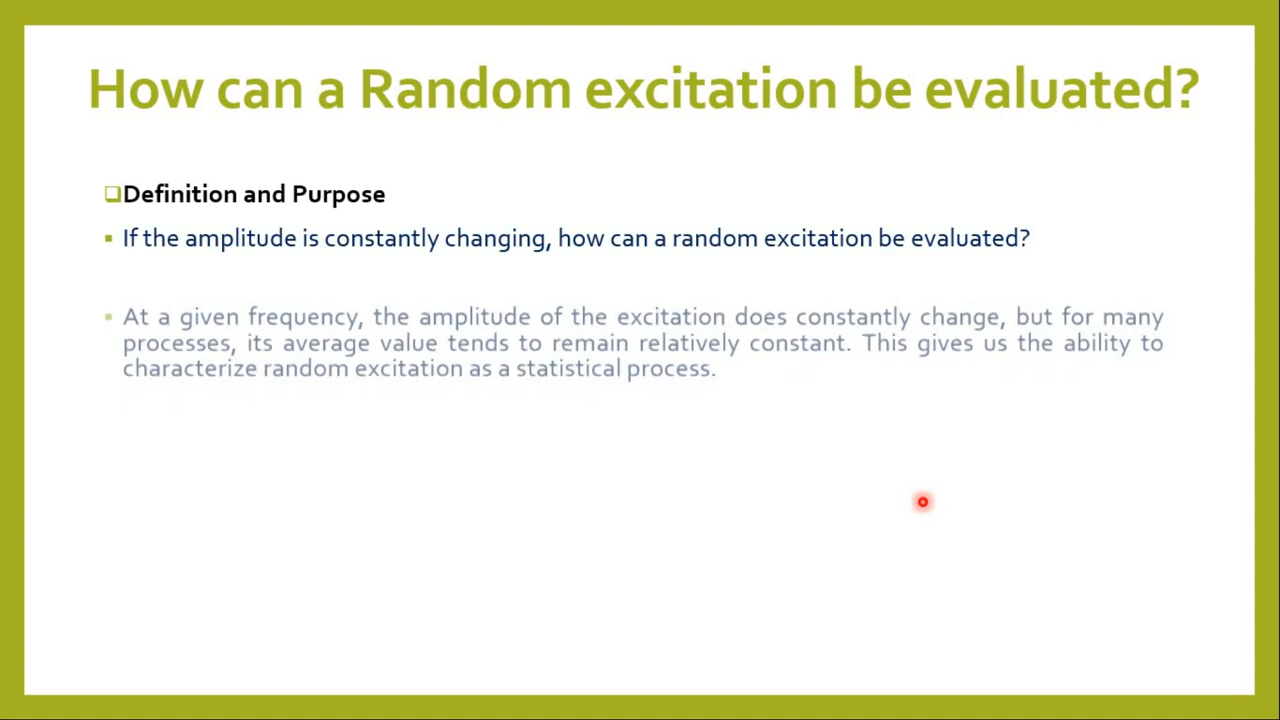 How can a Random excitation be evaluated?
Definition and Purpose
If the amplitude is constantly changing, how can a random excitation be evaluated?
At a given frequency, the amplitude of the excitation does constantly change, but for many
processes, its average value tends to remain relatively constant. This gives us the ability to
characterize random excitation as a statistical process.